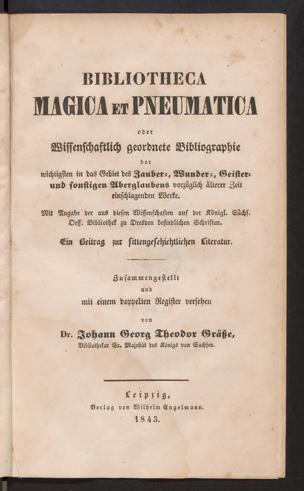 BIBLIOTHECA
MAGICA ET PNEUMATICA
oder
Wissenschaftlich geordnete Bibliographie
der
wichtigsten in das Gebiet des Zauber-, Wunder-, Geister-
und sonstigen Aberglaubens vorzüglich älterer Zeit
einschlagenden Werke.
Mit Angabe der aus diesen Wissenschaften auf der Königl. Sächs.
Oeff. Bibliothek zu Dresden befindlichen Schriften.
Ein Beitrag zur sittengeschichtlichen Literatur.
Zusammengestellt
und
mit einem doppelten Register versehen
von
Dr. Johann Georg Theodor Gräße,
Bibliothekar Sr. Majestät des Königs von Sachsen.
Leipzig,
Verlag von Wilhelm Engelmann.
1843.